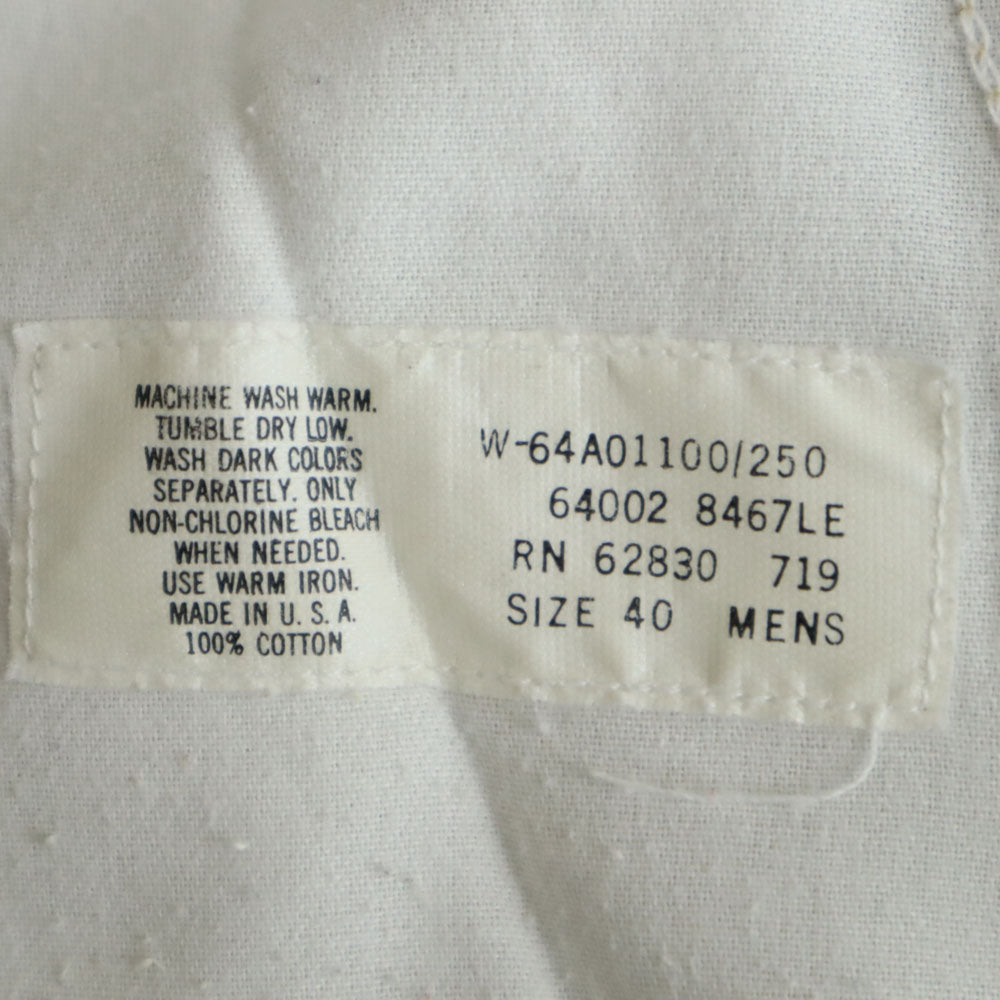 MACHINE WASH WARM.
TUMBLE DRY LOW.
WASH DARK COLORS
SEPARATELY. ONLY
NON-CHLORINE BLEACH
WHEN NEEDED.
USE WARM IRON.
MADE IN U. S. A.
100% COTTON
W-64A01100/250
64002 8467LE
RN 62830 719
SIZE 40 MENS